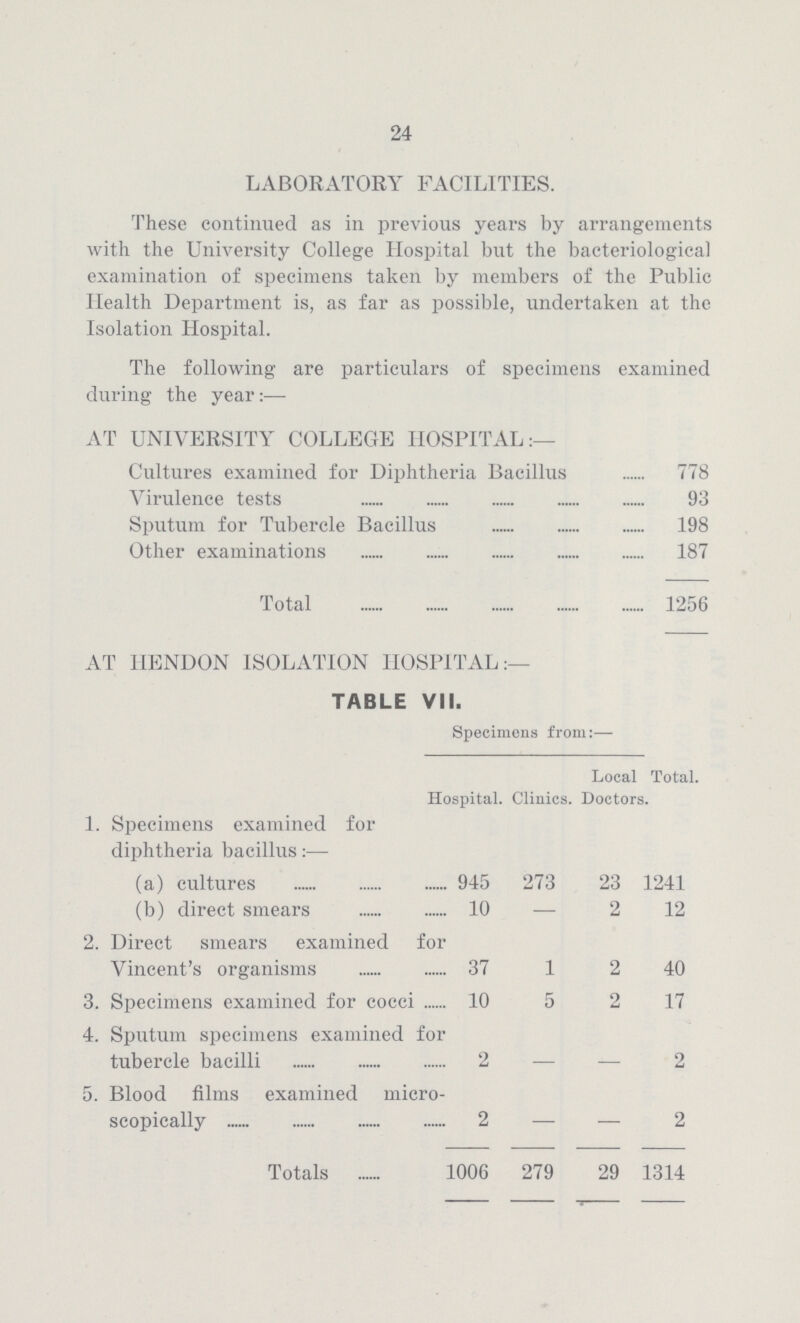 24
LABORATORY FACILITIES.
These continued as in previous years by arrangements
with the University College Hospital but the bacteriological
examination of specimens taken by members of the Public
Health Department is, as far as possible, undertaken at the
Isolation Hospital.
The following are particulars of specimens examined
during the year:—
AT UNIVERSITY COLLEGE HOSPITAL:—
Cultures examined for Diphtheria Bacillus ...... 778
Virulence tests ...... ...... ...... ...... ...... 93
Sputum for Tubercle Bacillus ...... ...... ...... 198
Other examinations ...... ...... ...... ...... ...... 187
Total ...... ...... ...... ...... ...... 1256
AT HENDON ISOLATION HOSPITAL:—
TABLE VII.
Specimens from:—
Local Total.
Hospital. Clinics. Doctors.
1. Specimens examined for
diphtheria bacillus:—
(a) cultures ...... ...... ...... 945 273 23 1241
(b) direct smears ...... ...... 10 — 2 12
2. Direct smears examined for
Vincent's organisms ...... ...... 37 1 2 40
3. Specimens examined for cocci ...... 10 5 2 17
4. Sputum specimens examined for
tubercle bacilli ...... ...... ...... 2 — — 2
5. Blood films examined micro-
scopically ...... ...... ...... ...... 2 — — 2
Totals ...... 1006 279 29 1314